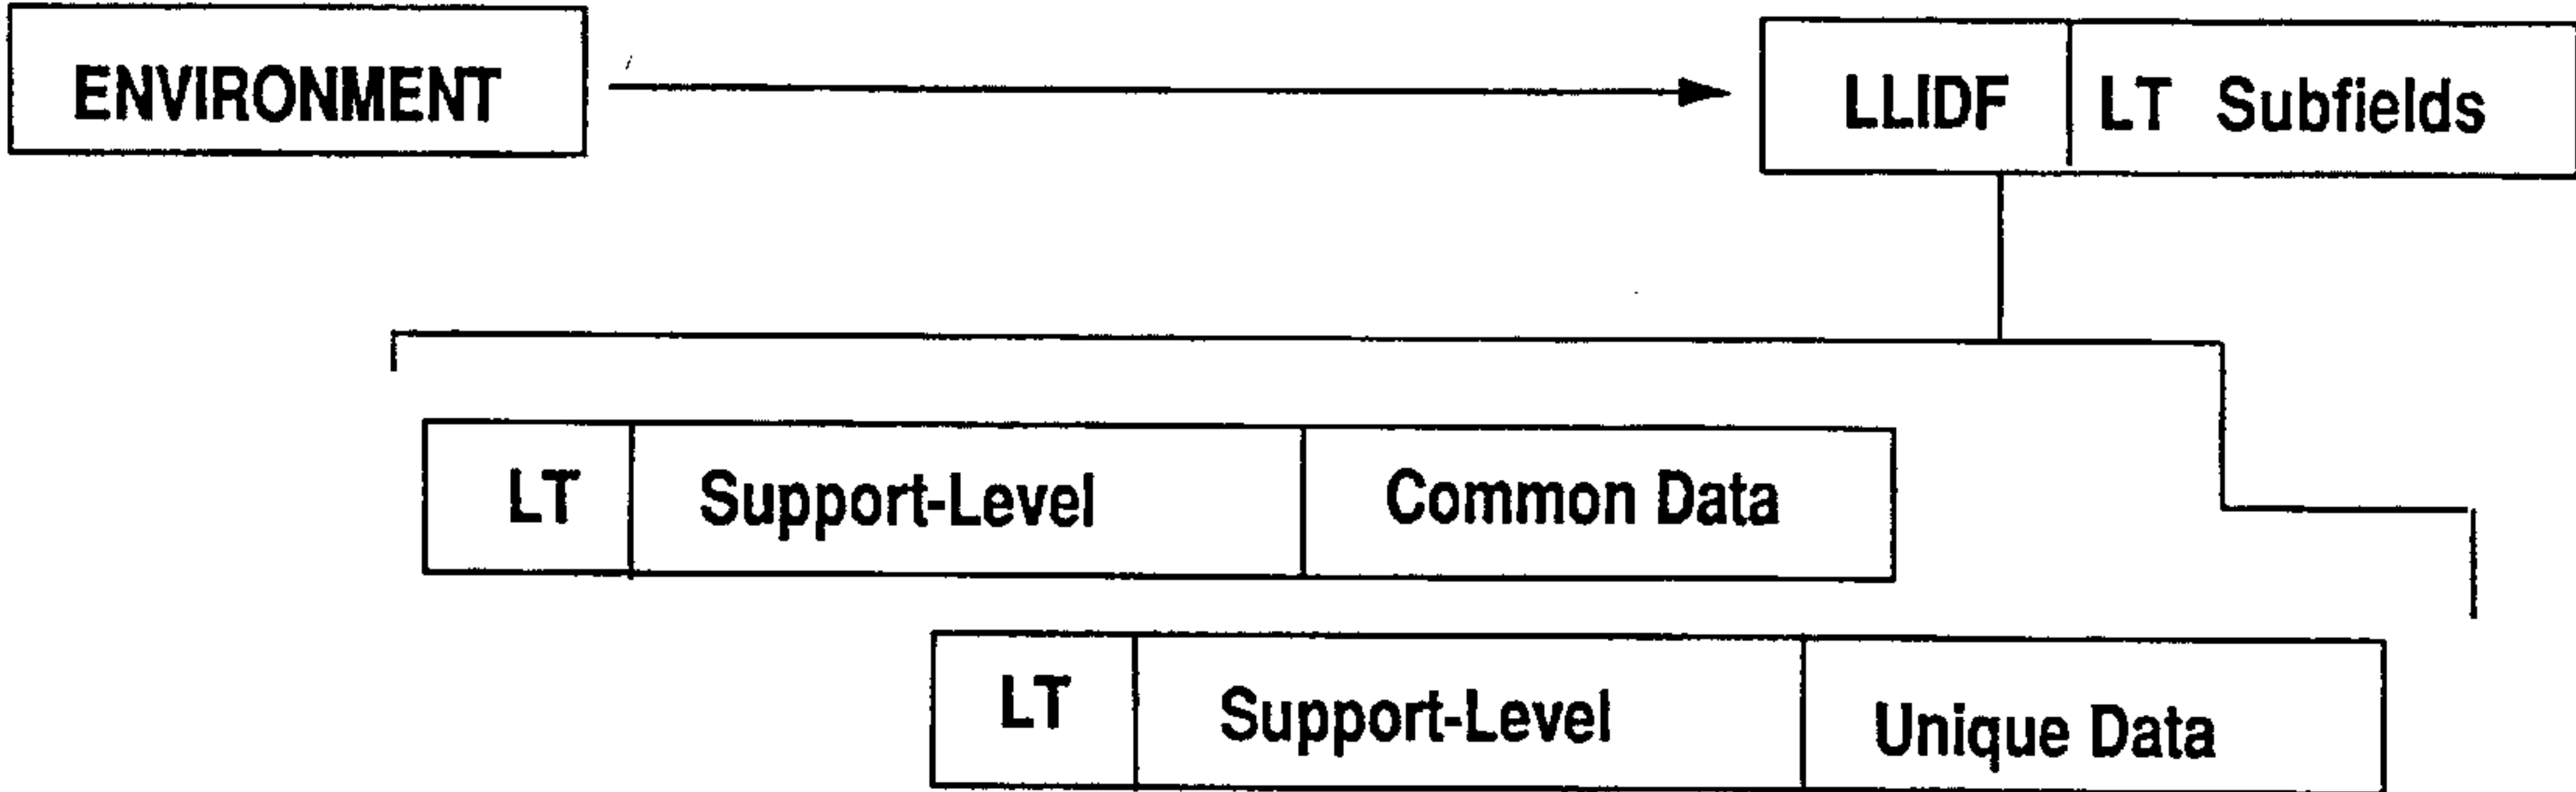 ENVIRONMENT
LLIDF LT Subfields
LT Support-Level Common Data
LT Support-Level Unique Data